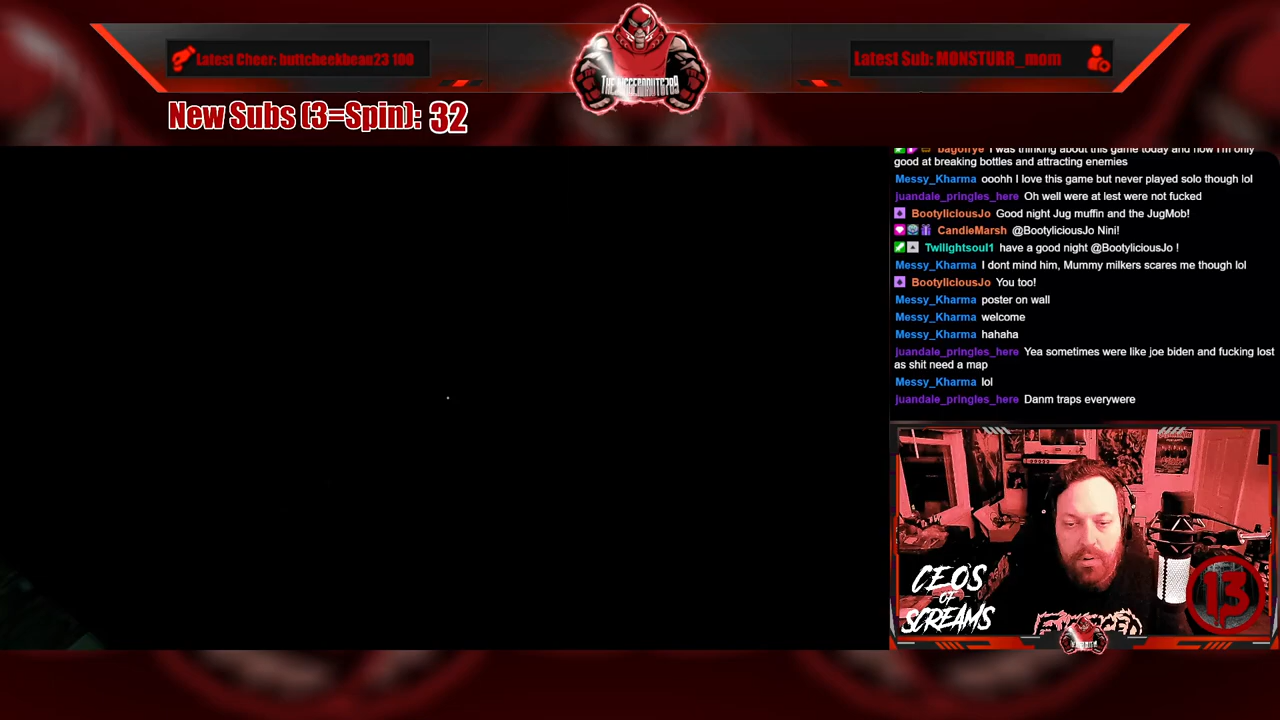 Latest Cheer: buttcheekbeau23 100
THEJUGGERNAUT6789
Latest Sub: MONSTURR_mom
New Subs (3=Spin): 32
bagofrye I was thinking about this game today and how I'm only
good at breaking bottles and attracting enemies
Messy_Kharma ooohh I love this game but never played solo though lol
juandale_pringles_here Oh well were at lest were not fucked
BootyliciousJo Good night Jug muffin and the JugMob!
CandieMarsh @BootyliciousJo Nini!
Twilightsoul1 have a good night @BootyliciousJo !
Messy_Kharma I dont mind him, Mummy milkers scares me though lol
BootyliciousJo You too!
Messy_Kharma poster on wall
Messy_Kharma welcome
Messy_Kharma hahaha
juandale_pringles_here Yea sometimes were like joe biden and fucking lost
as shit need a map
Messy_Kharma lol
juandale_pringles_here Danm traps everywere
CEOS
OF
SCREAMS
13